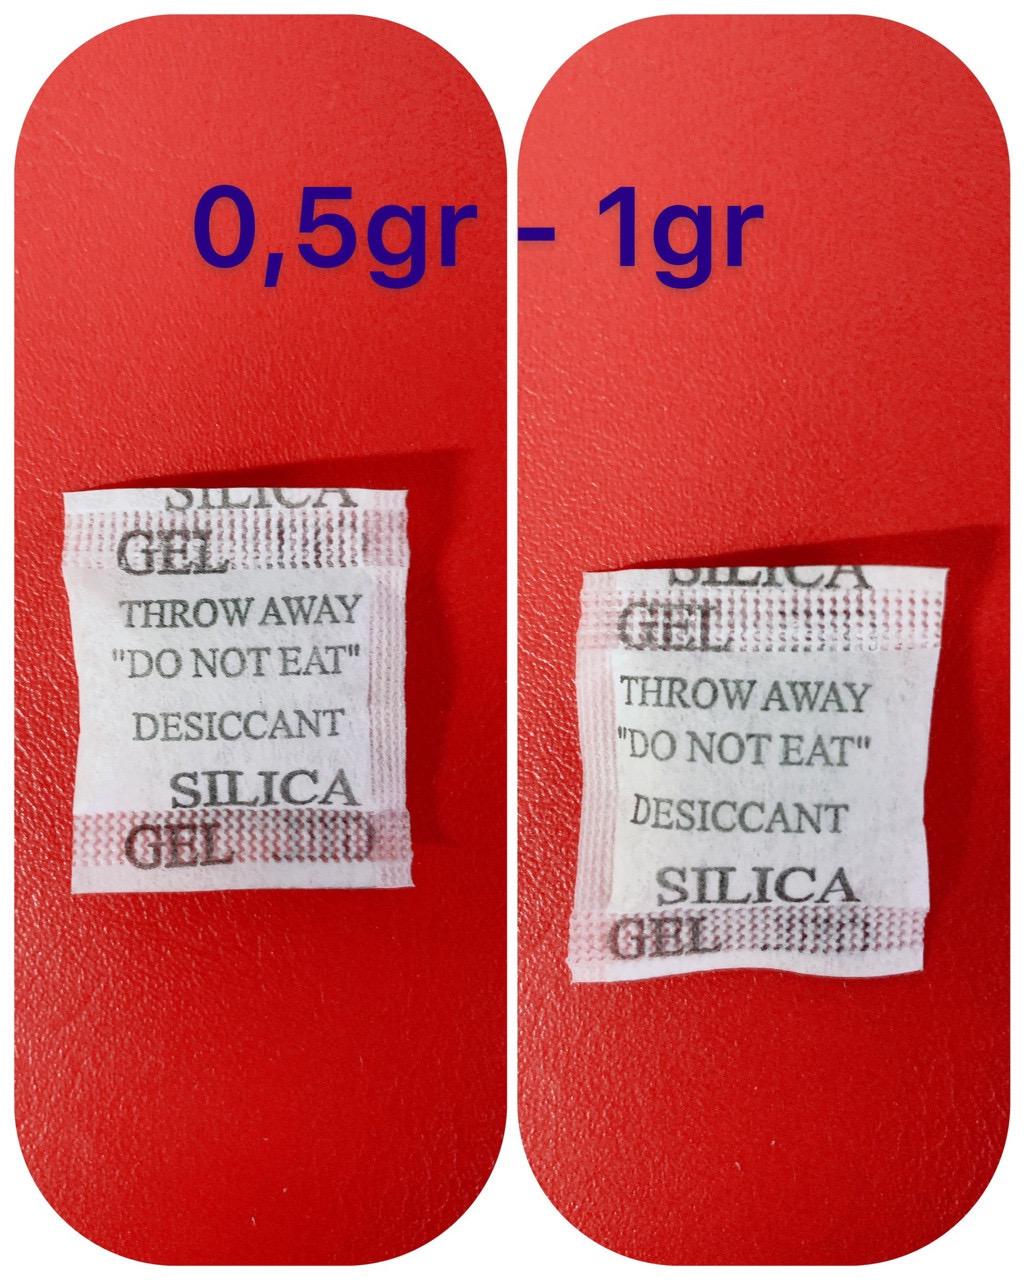 0,5gr - 1gr
SILICA
GEL
THROW AWAY
"DO NOT EAT"
DESICCANT
SILICA
GEL
SILICA
GEL
THROW AWAY
"DO NOT EAT"
DESICCANT
SILICA
GEL